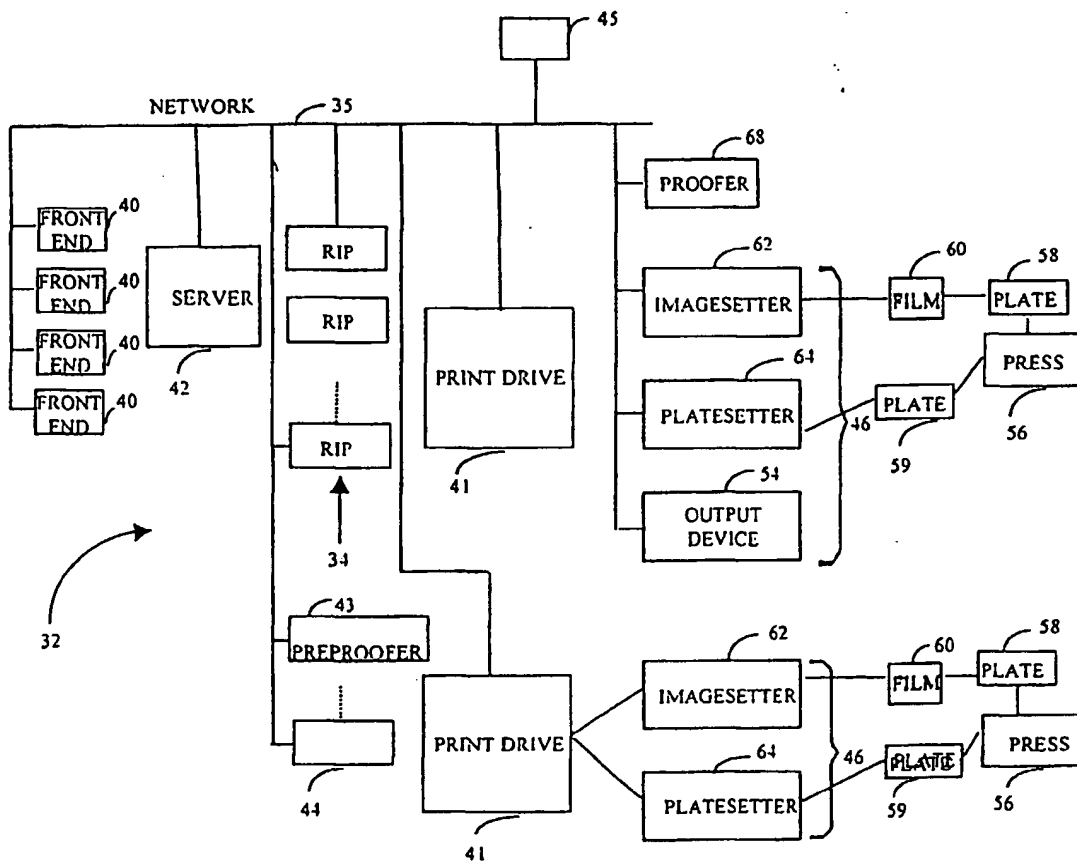 45
NETWORK
35
68
PROOFER
FRONT
END
40
FRONT
END
40
FRONT
END
40
FRONT
END
40
SERVER
42
RIP
RIP
RIP
34
PRINT DRIVE
41
62
IMAGESETTER
60
FILM
58
PLATE
64
PLATESETTER
46
PLATE
59
PRESS
56
54
OUTPUT
DEVICE
32
43
PREPROOFER
44
PRINT DRIVE
41
62
IMAGESETTER
60
FILM
58
PLATE
64
PLATESETTER
46
PLATE
59
PRESS
56